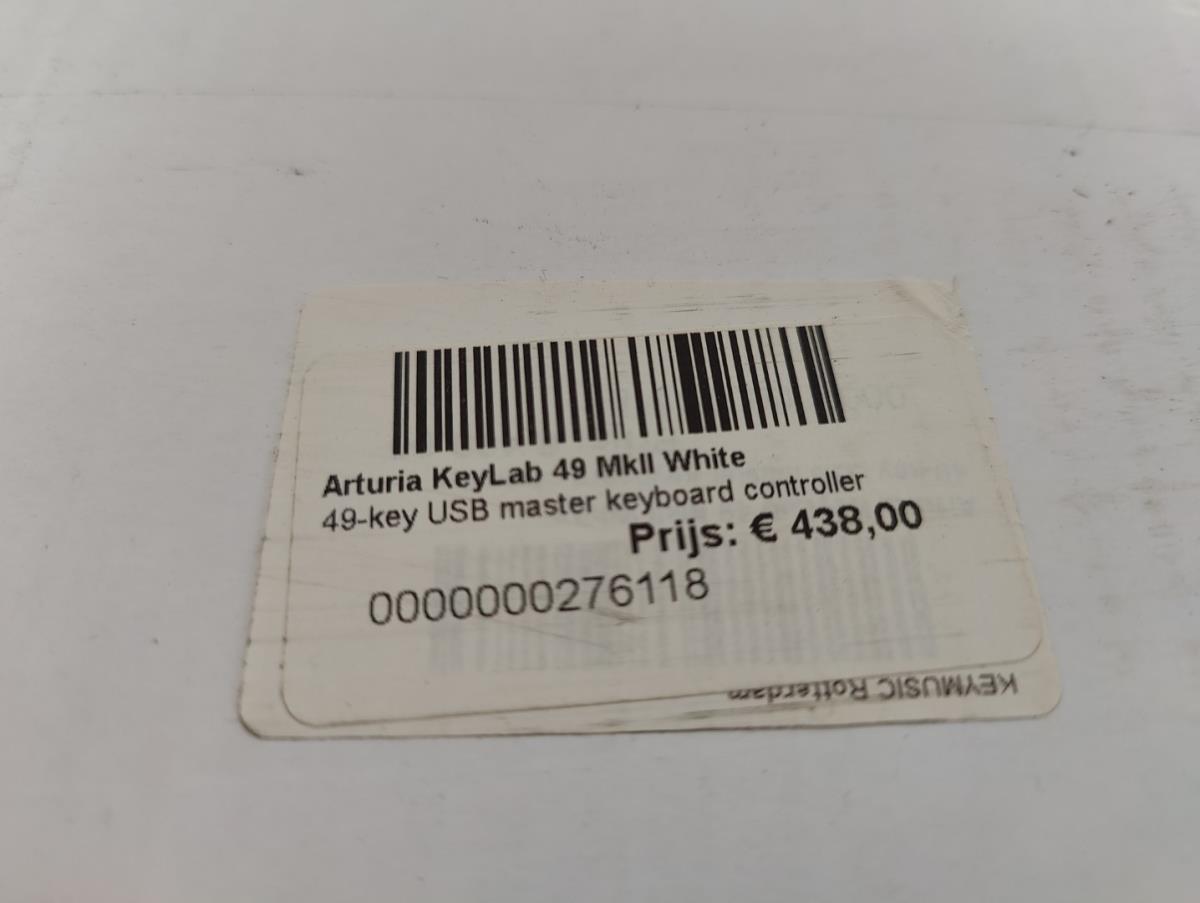 Arturia KeyLab 49 MkII White
49-key USB master keyboard controller
Prijs: € 438,00
0000000276118
KEYMUSIC Rotterdam